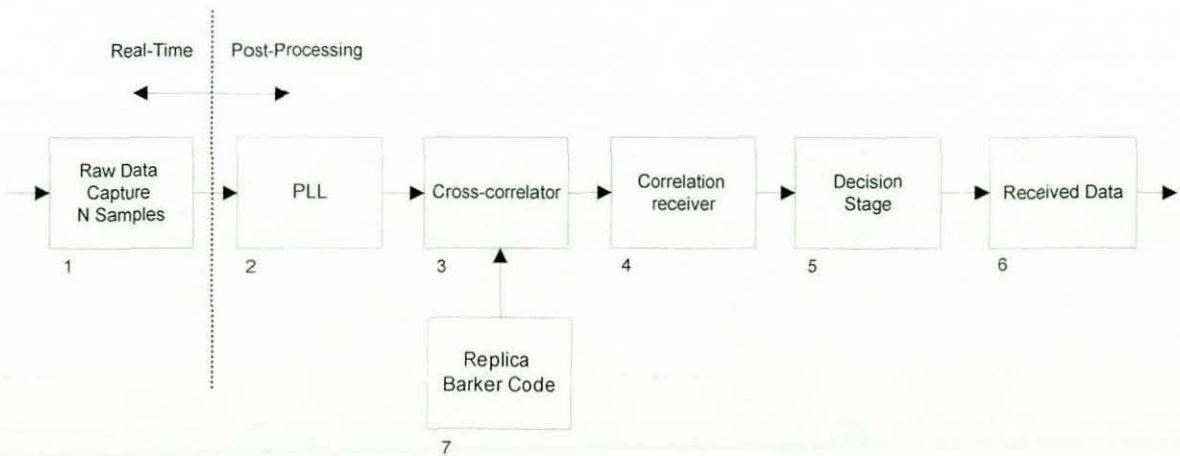 Real-Time
Post-Processing
Raw Data
Capture
N Samples
PLL
Cross-correlator
Correlation
receiver
Decision
Stage
Received Data
1
2
3
4
5
6
Replica
Barker Code
7